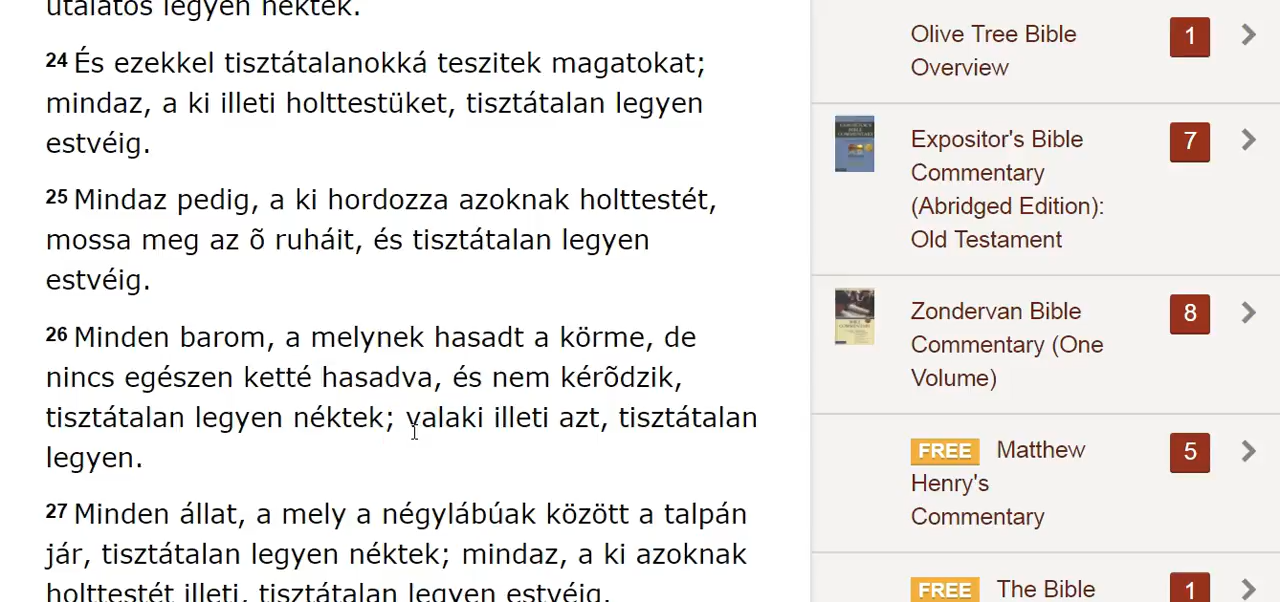 utálatos legyen néktek.
24 És ezekkel tisztátalanokká teszitek magatokat;
mindaz, a ki illeti holttestüket, tisztátalan legyen
estvéig.
25 Mindaz pedig, a ki hordozza azoknak holttestét,
mossa meg az õ ruháit, és tisztátalan legyen
estvéig.
26 Minden barom, a melynek hasadt a körme, de
nincs egészen ketté hasadva, és nem kérõdzik,
tisztátalan legyen néktek; valaki illeti azt, tisztátalan
legyen.
27 Minden állat, a mely a négylábúak között a talpán
jár, tisztátalan legyen néktek; mindaz, a ki azoknak
holttestét illeti, tisztátalan legyen estvéig.
Olive Tree Bible 1
Overview
Expositor's Bible 7
Commentary
(Abridged Edition):
Old Testament
Zondervan Bible 8
Commentary (One
Volume)
FREE Matthew 5
Henry's
Commentary
FREE The Bible 1